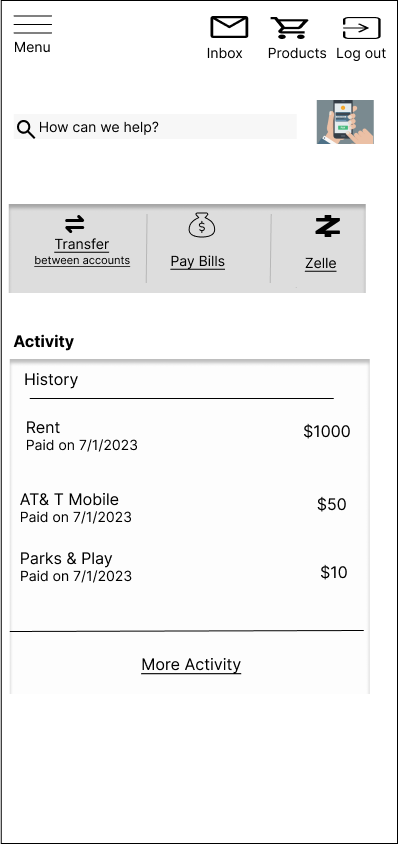 Menu
Inbox
Products
Log out
How can we help?
Transfer
between accounts
$
Pay Bills
Zelle
Activity
History
Rent
$1000
Paid on 7/1/2023
AT& T Mobile
$50
Paid on 7/1/2023
Parks & Play
$10
Paid on 7/1/2023
More Activity